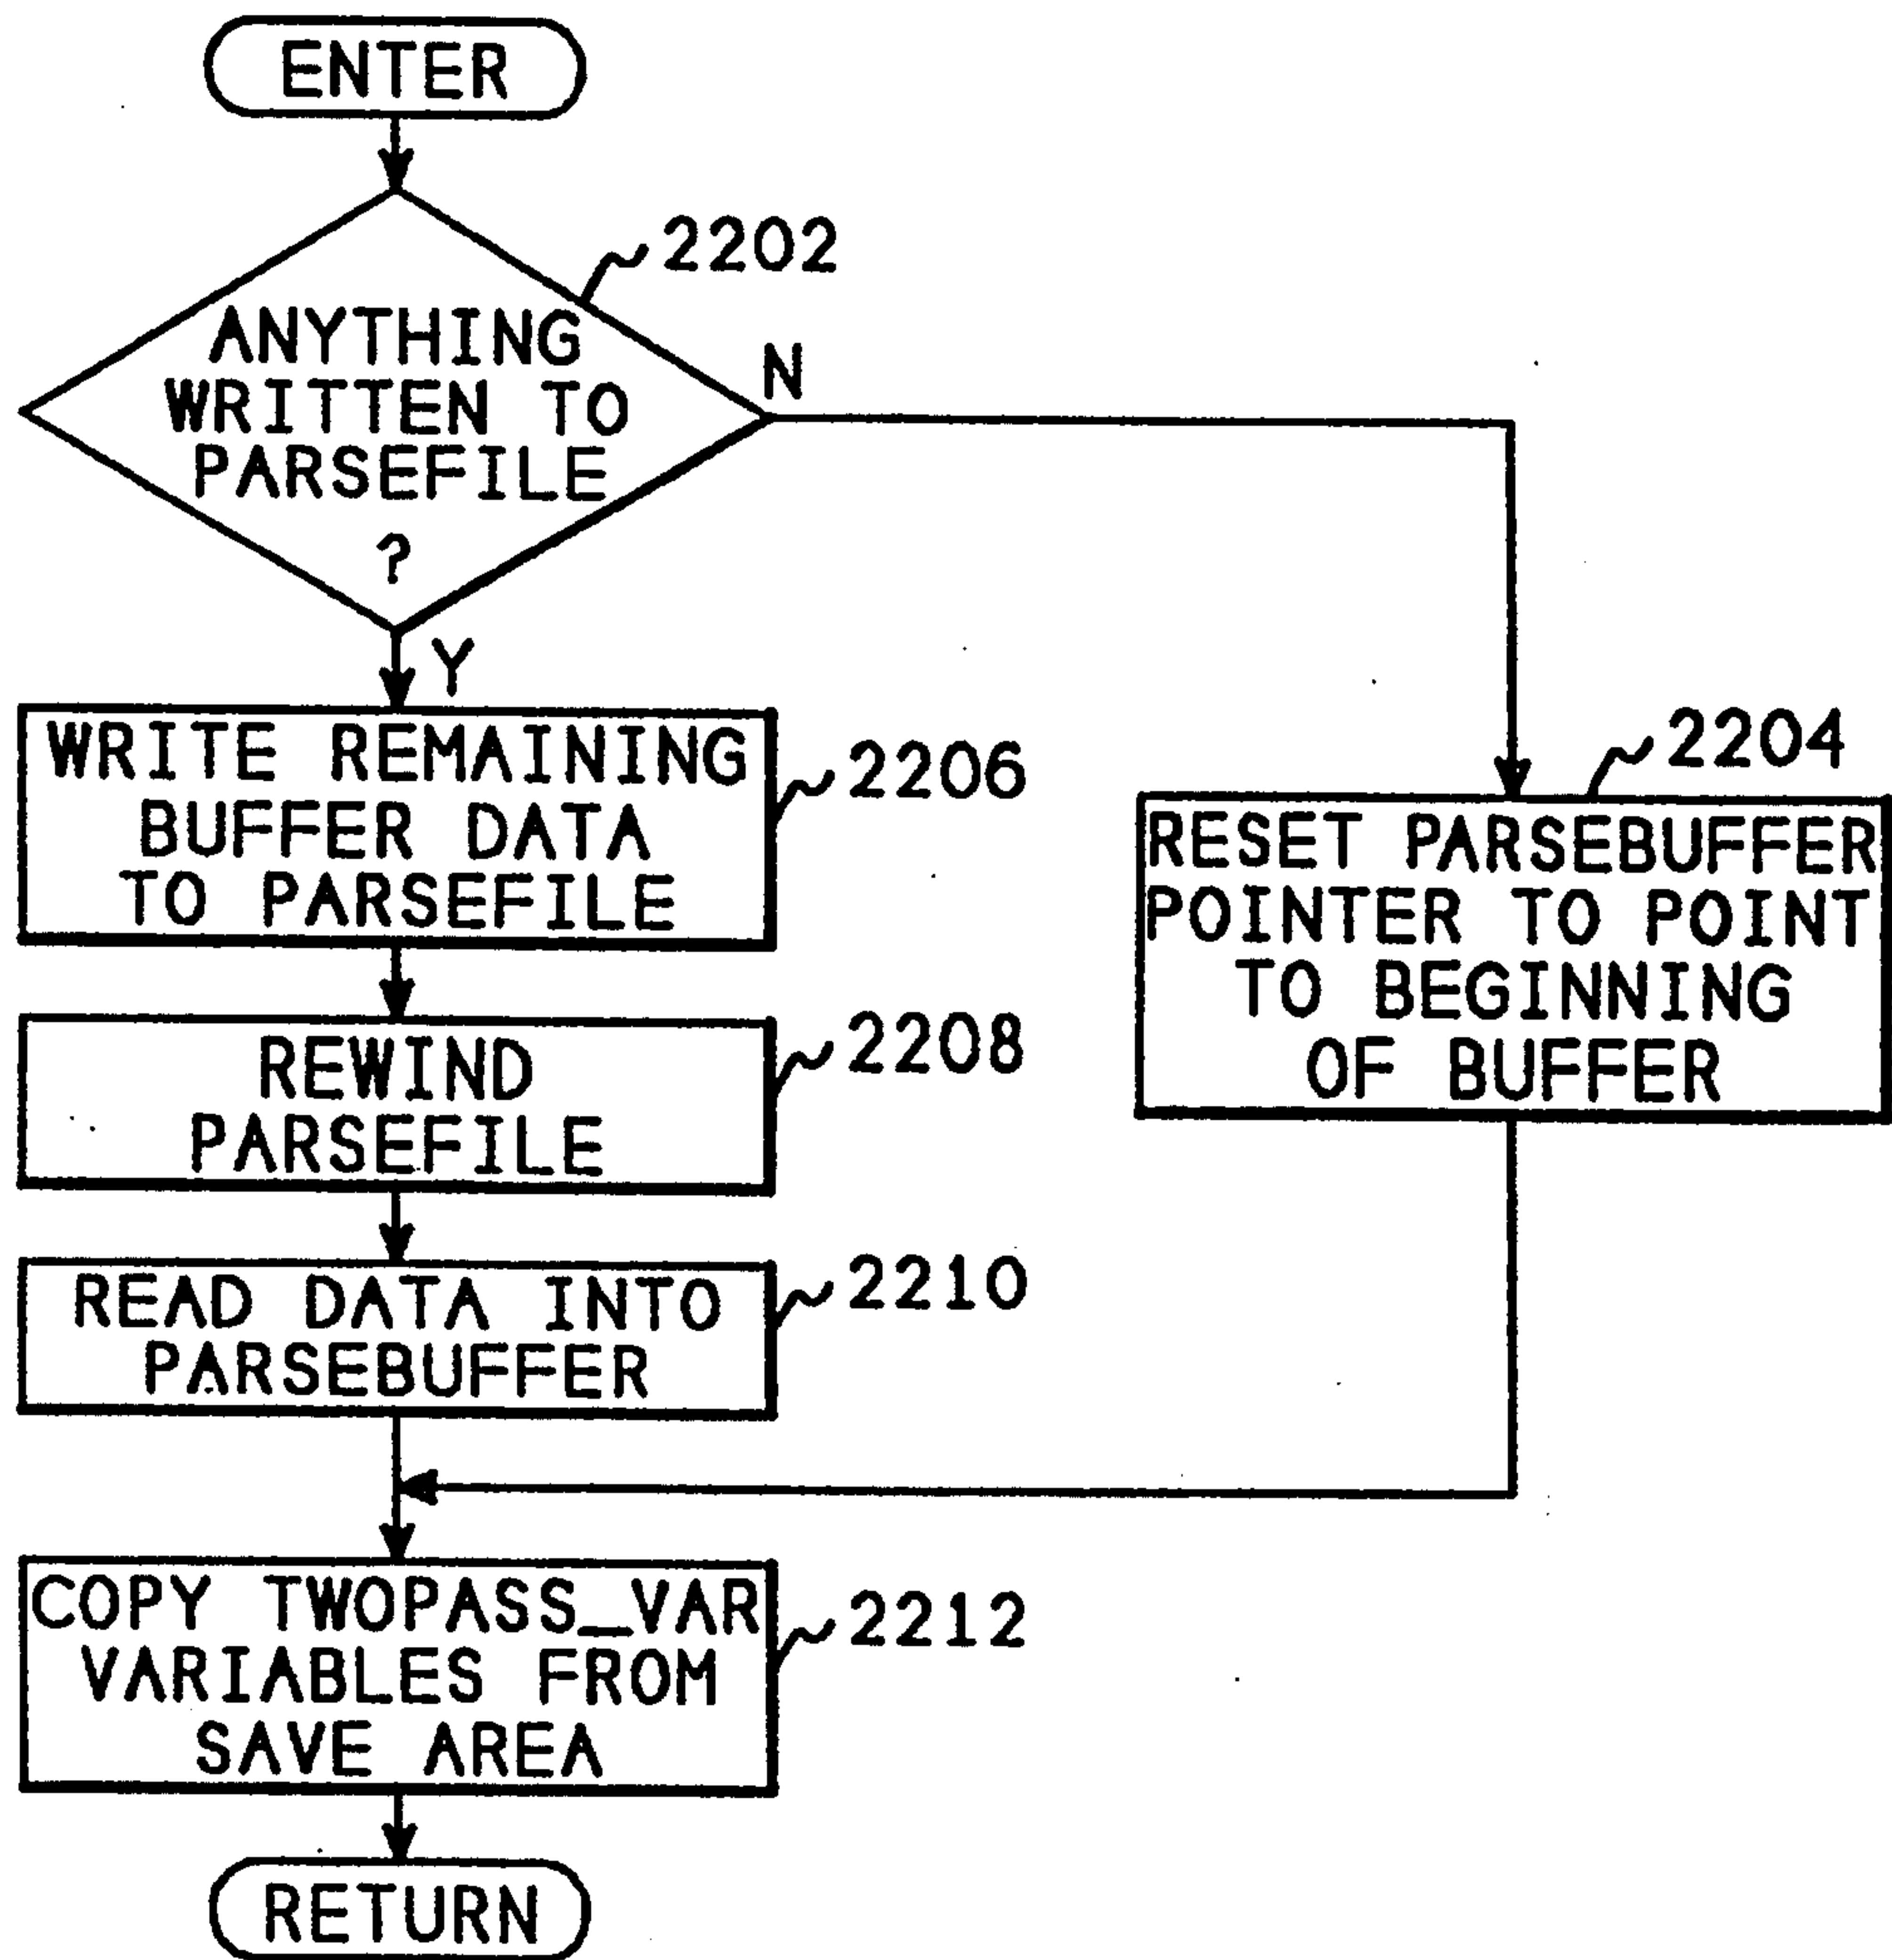 ENTER
2202
ANYTHING
WRITTEN TO
PARSEFILE
?
N
Y
WRITE REMAINING
BUFFER DATA
TO PARSEFILE
2206
2204
RESET PARSEBUFFER
POINTER TO POINT
TO BEGINNING
OF BUFFER
REWIND
PARSEFILE
2208
READ DATA INTO
PARSEBUFFER
2210
COPY TWOPASS_VAR
VARIABLES FROM
SAVE AREA
2212
RETURN